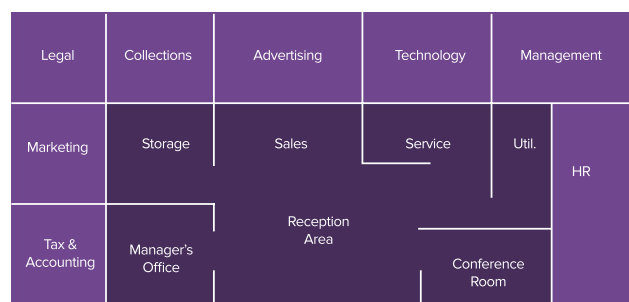 Legal
Collections
Advertising
Technology
Management
Marketing
Storage
Sales
Service
Util.
HR
Reception
Area
Tax &
Accounting
Manager’s
Office
Conference
Room